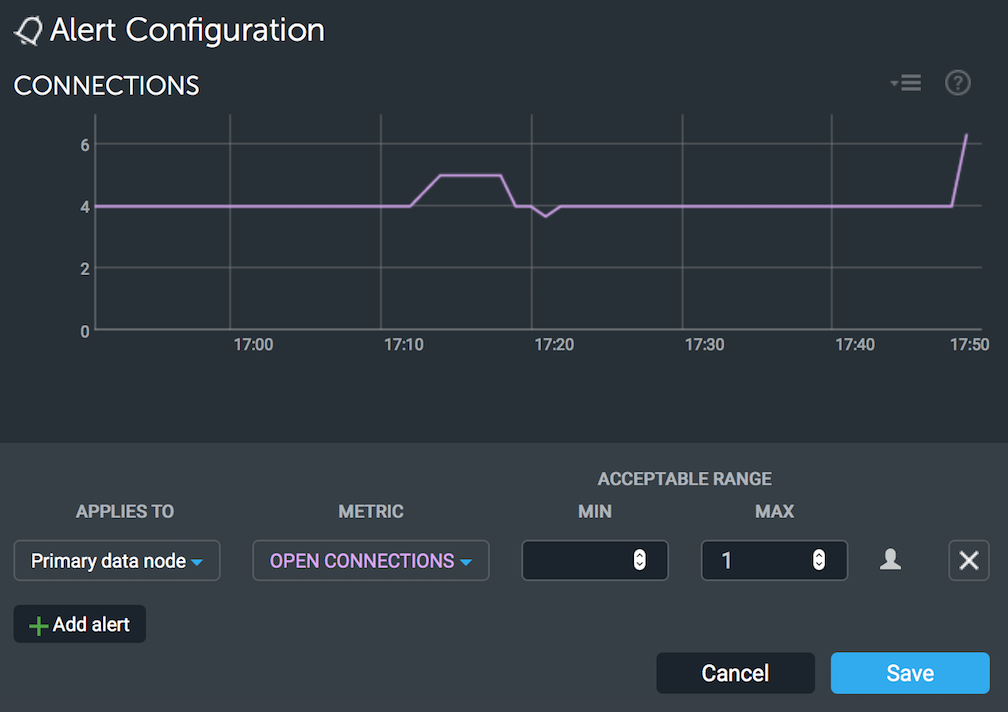 Alert Configuration
CONNECTIONS
?
6
4
2
0
17:00 17:10 17:20 17:30 17:40 17:50
ACCEPTABLE RANGE
APPLIES TO METRIC MIN MAX
Primary data node OPEN CONNECTIONS 1
Add alert
Cancel Save